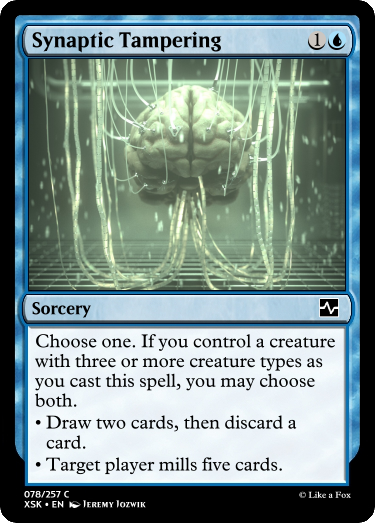 Synaptic Tampering 1
Sorcery
Choose one. If you control a creature
with three or more creature types as
you cast this spell, you may choose
both.
• Draw two cards, then discard a
card.
• Target player mills five cards.
078/257 C
XSK • EN Jeremy Jozwik
© Like a Fox